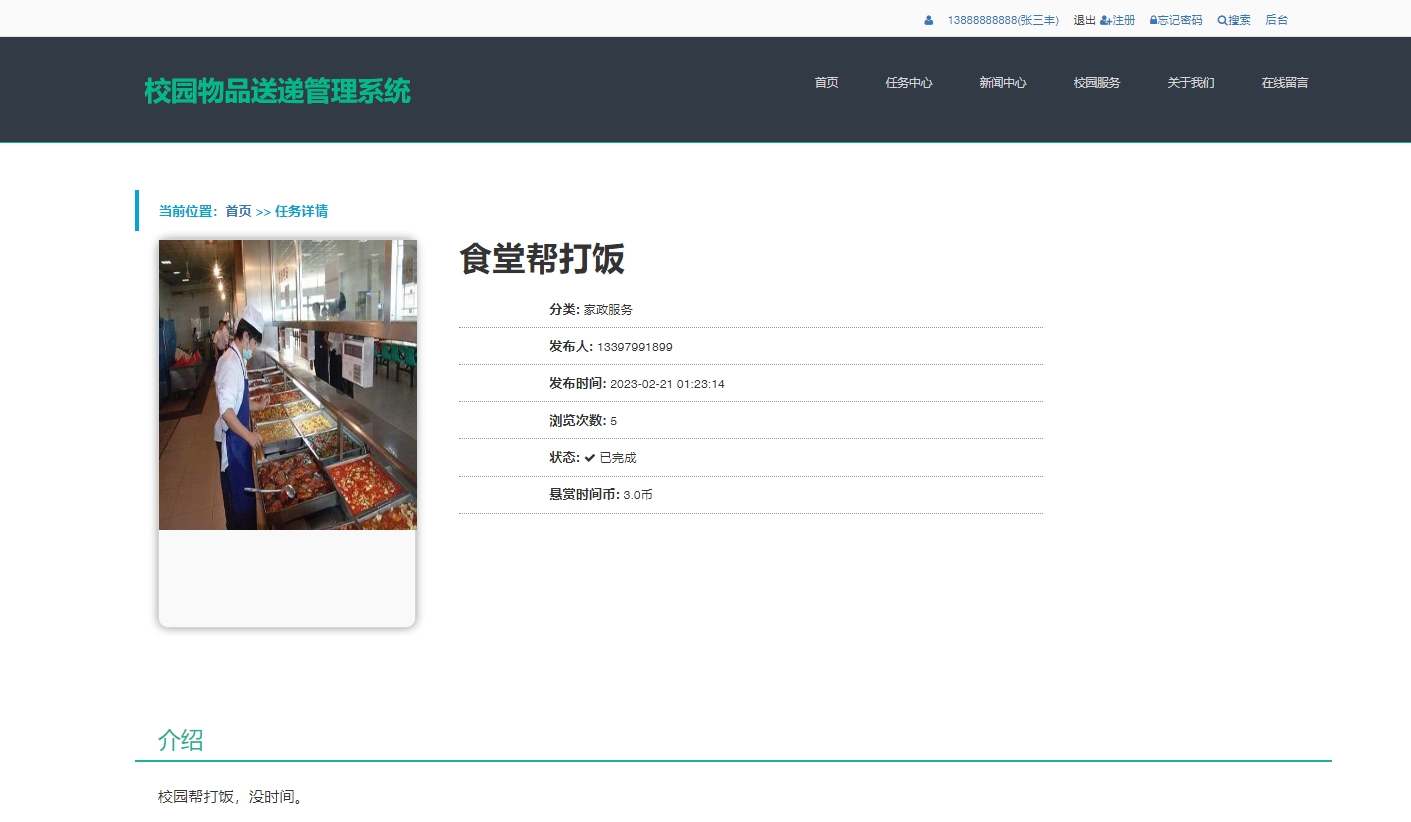 13888888888(张三丰) 退出 注册 忘记密码 搜索 后台
校园物品送递管理系统
首页 任务中心 新闻中心 校园服务 关于我们 在线留言
当前位置：首页 >> 任务详情
食堂帮打饭
分类: 家政服务
发布人: 13397991899
发布时间: 2023-02-21 01:23:14
浏览次数: 5
状态: 已完成
悬赏时间币: 3.0币
介绍
校园帮打饭，没时间。